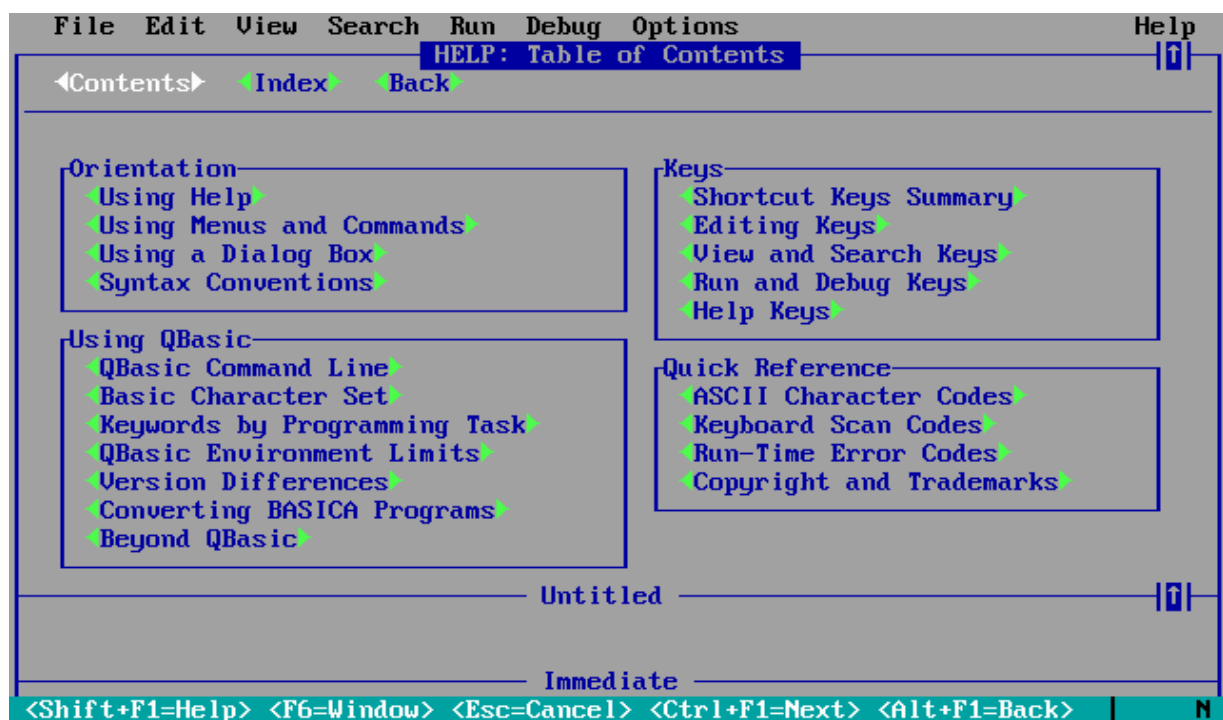 File Edit View Search Run Debug Options Help
HELP: Table of Contents
Contents Index Back
Orientation
Using Help
Using Menus and Commands
Using a Dialog Box
Syntax Conventions
Using QBasic
QBasic Command Line
Basic Character Set
Keywords by Programming Task
QBasic Environment Limits
Version Differences
Converting BASICA Programs
Beyond QBasic
Keys
Shortcut Keys Summary
Editing Keys
View and Search Keys
Run and Debug Keys
Help Keys
Quick Reference
ASCII Character Codes
Keyboard Scan Codes
Run-Time Error Codes
Copyright and Trademarks
Untitled
Immediate
<Shift+F1=Help> <F6=Window> <Esc=Cancel> <Ctrl+F1=Next> <Alt+F1=Back> N